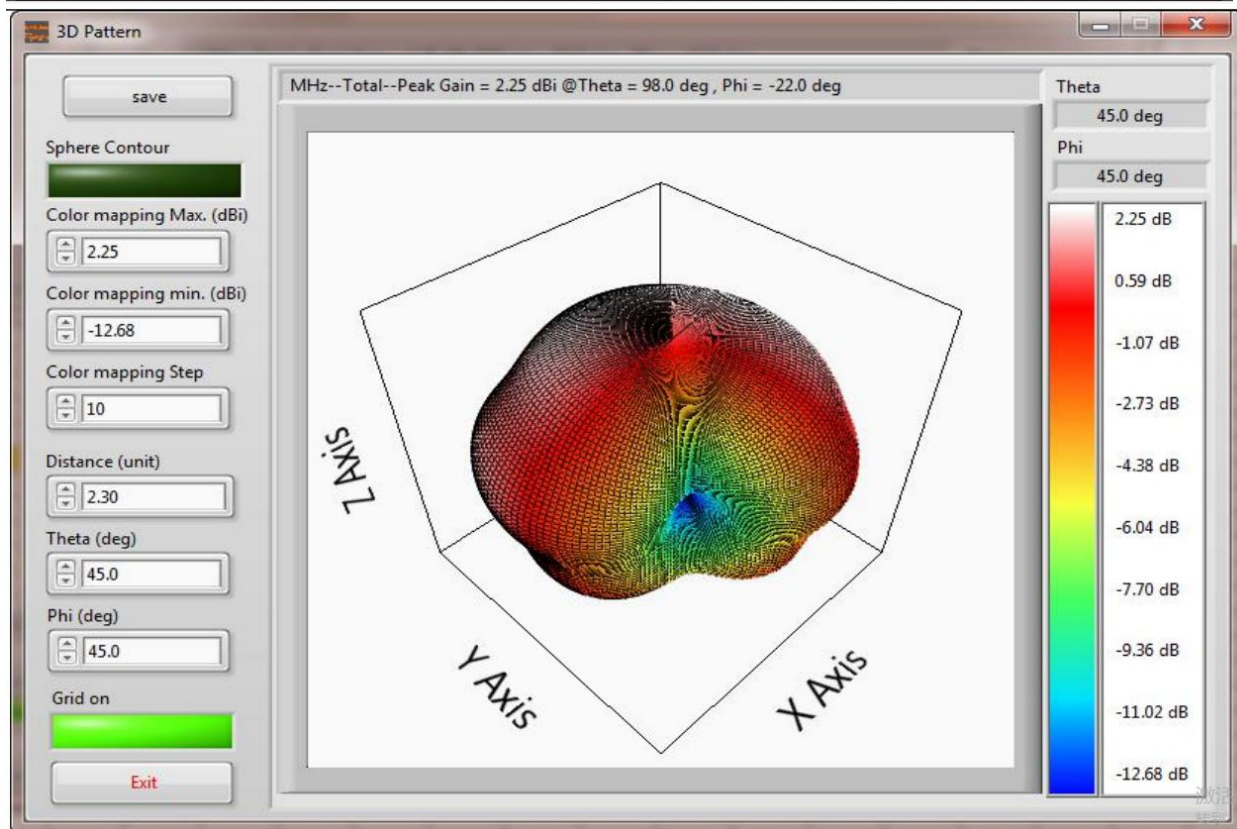 3D Pattern
save
MHz--Total--Peak Gain = 2.25 dBi @Theta = 98.0 deg , Phi = -22.0 deg
Theta
45.0 deg
Phi
45.0 deg
Sphere Contour
Color mapping Max. (dBi)
2.25
Color mapping min. (dBi)
-12.68
Color mapping Step
10
Distance (unit)
2.30
Theta (deg)
45.0
Phi (deg)
45.0
Grid on
Exit
Z Axis
Y Axis
X Axis
2.25 dB
0.59 dB
-1.07 dB
-2.73 dB
-4.38 dB
-6.04 dB
-7.70 dB
-9.36 dB
-11.02 dB
-12.68 dB
激活
转到